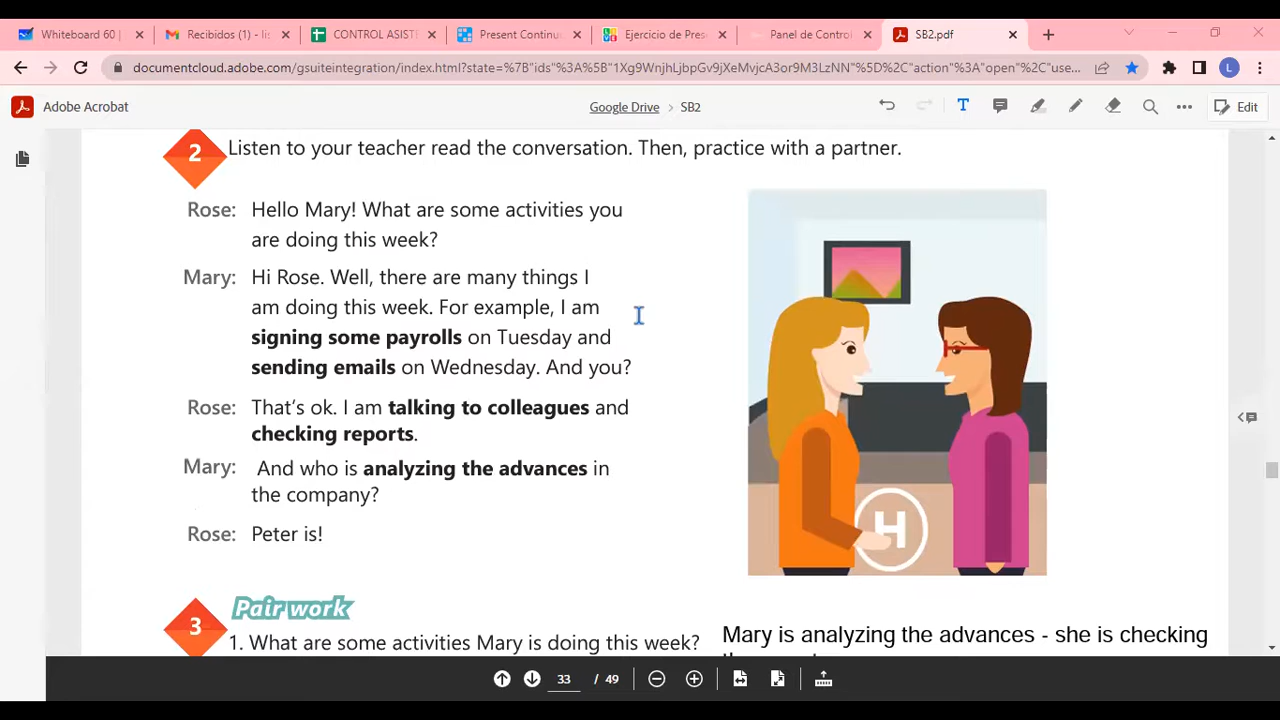 Whiteboard 60 |
Recibidos (1) - lis
CONTROL ASIST
Present Continu
Ejercicio de Pres
Panel de Control
SB2.pdf
documentcloud.adobe.com/gsuiteintegration/index.html?state=%7B"ids"%3A%5B"1Xg9WnjhLjbpGv9jXeMvjcA3or9M3LzNN"%5D%2C"action"%3A"open"%2C"use...
L
Adobe Acrobat
Google Drive
SB2
Edit
2 Listen to your teacher read the conversation. Then, practice with a partner.
Rose: Hello Mary! What are some activities you
are doing this week?
Mary: Hi Rose. Well, there are many things I
am doing this week. For example, I am
signing some payrolls on Tuesday and
sending emails on Wednesday. And you?
Rose: That's ok. I am talking to colleagues and
checking reports.
Mary: And who is analyzing the advances in
the company?
Rose: Peter is!
H
Pair work
3
1. What are some activities Mary is doing this week?
Mary is analyzing the advances - she is checking
33 / 49